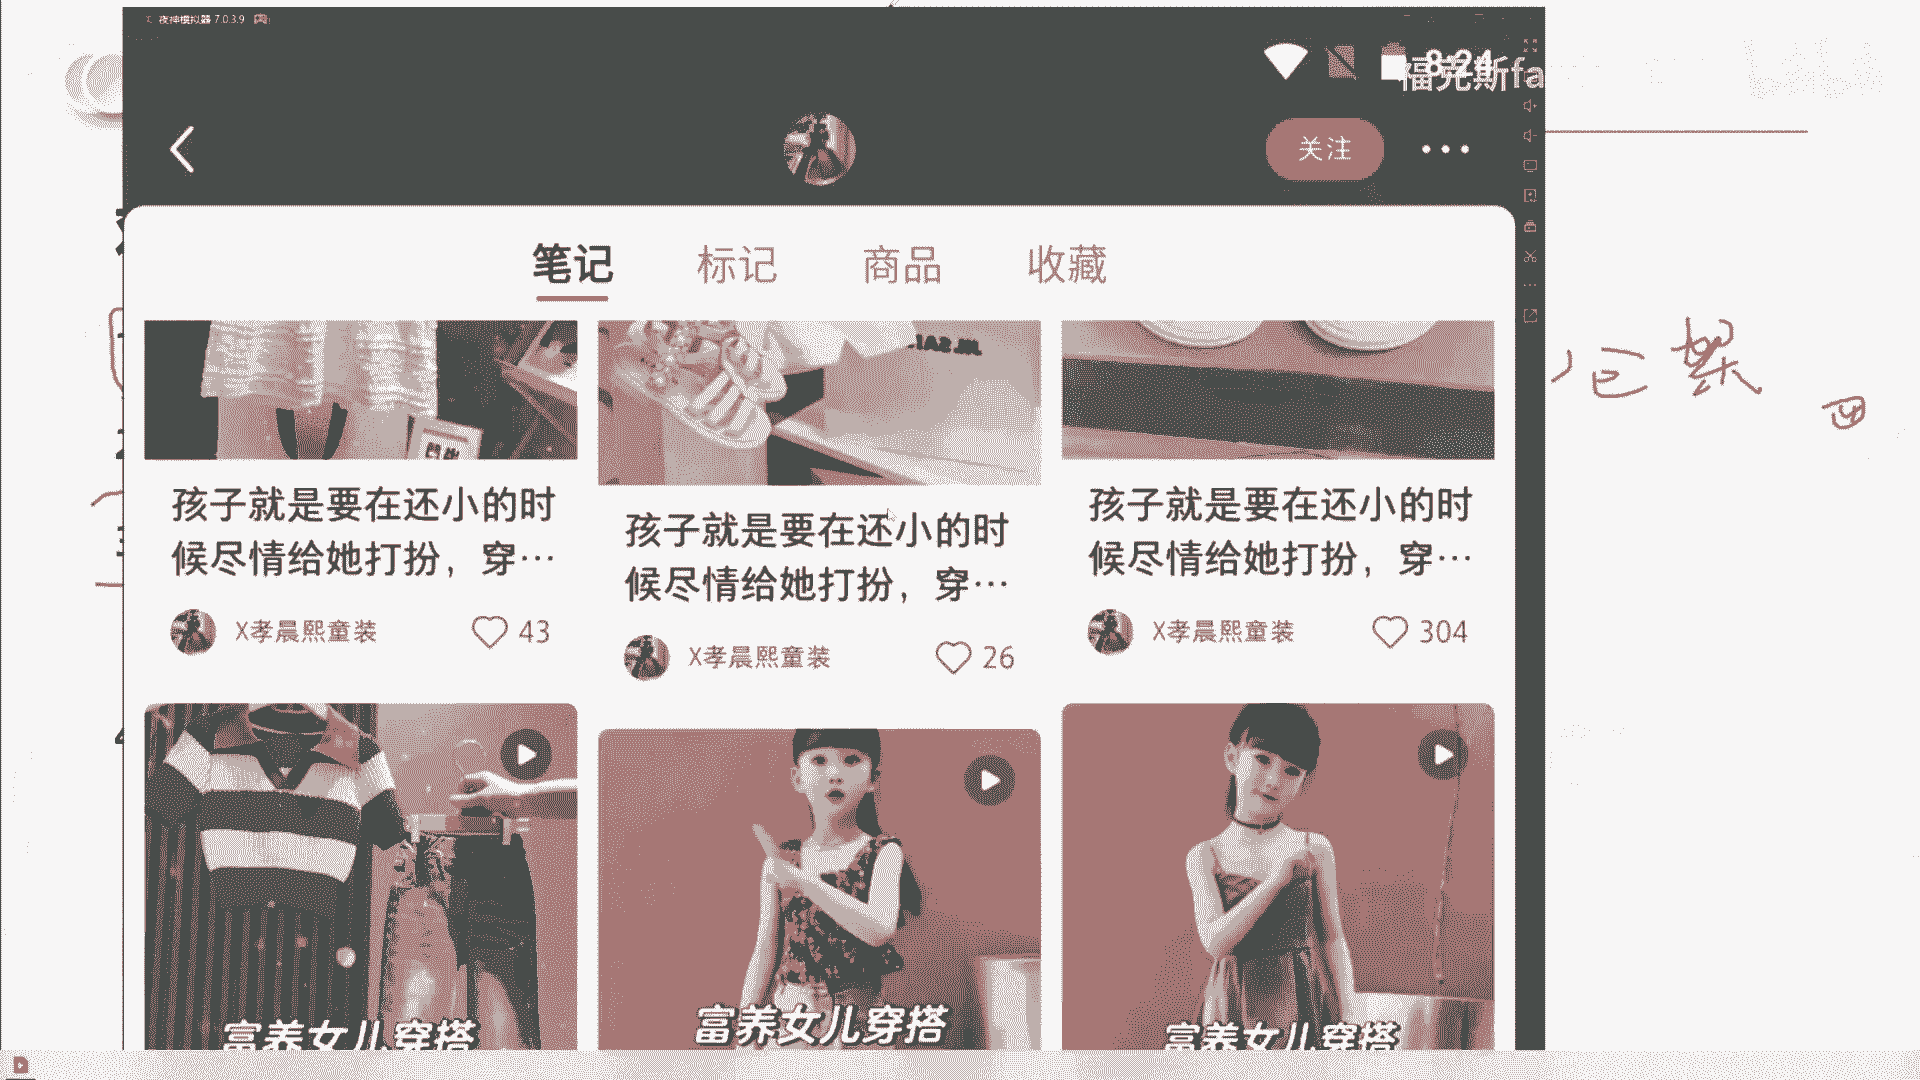 夜神模拟器 7.0.3.9
8:24
福克斯fa
关注
笔记 标记 商品 收藏
孩子就是要在还小的时
候尽情给她打扮，穿…
X孝晨熙童装 43
孩子就是要在还小的时
候尽情给她打扮，穿…
X孝晨熙童装 26
孩子就是要在还小的时
候尽情给她打扮，穿…
X孝晨熙童装 304
富养女儿穿搭
富养女儿穿搭
富养女儿穿搭